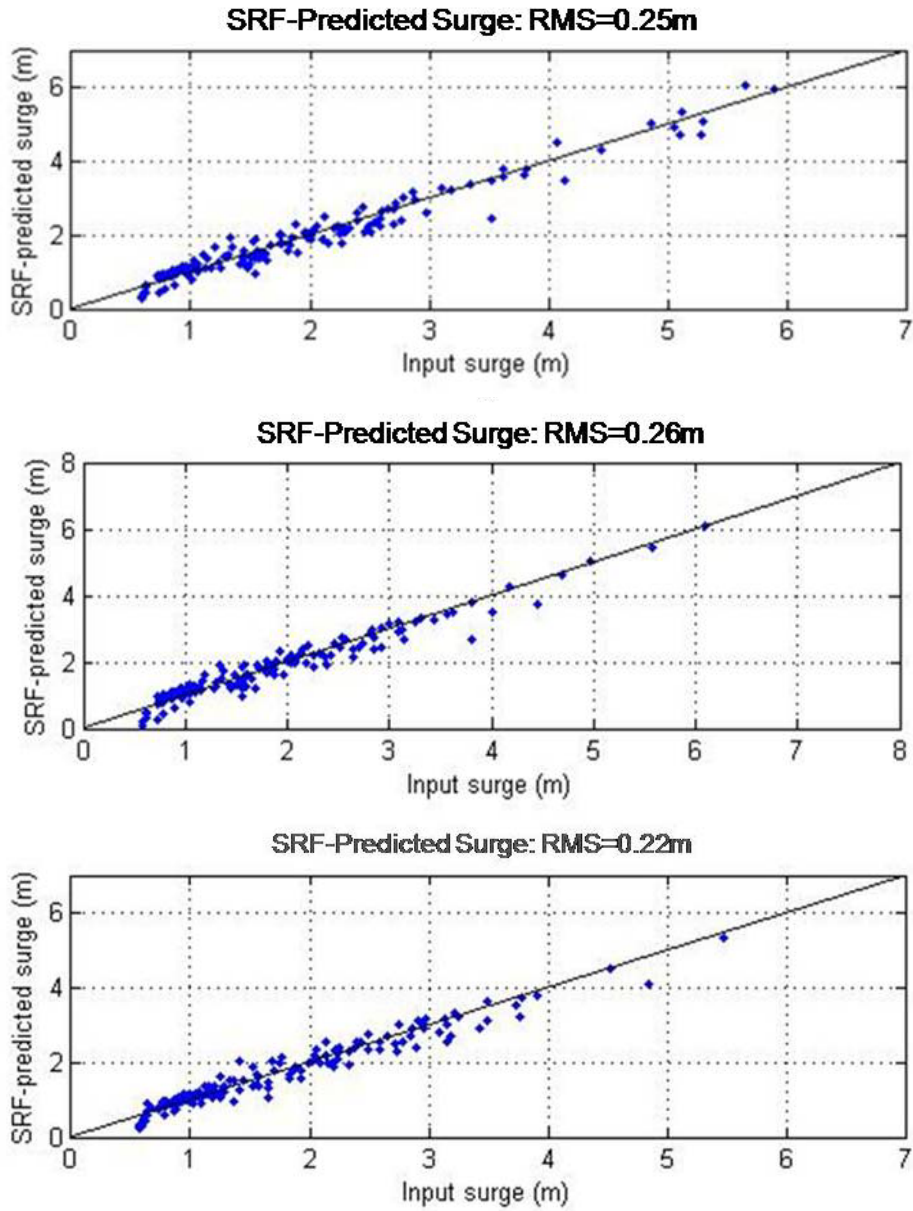 SRF-Predicted Surge: RMS=0.25m
SRF-predicted surge (m)
6
4
2
0
0 1 2 3 4 5 6 7
Input surge (m)
SRF-Predicted Surge: RMS=0.26m
SRF-predicted surge (m)
8
6
4
2
0
0 1 2 3 4 5 6 7 8
Input surge (m)
SRF-Predicted Surge: RMS=0.22m
SRF-predicted surge (m)
6
4
2
0
0 1 2 3 4 5 6 7
Input surge (m)